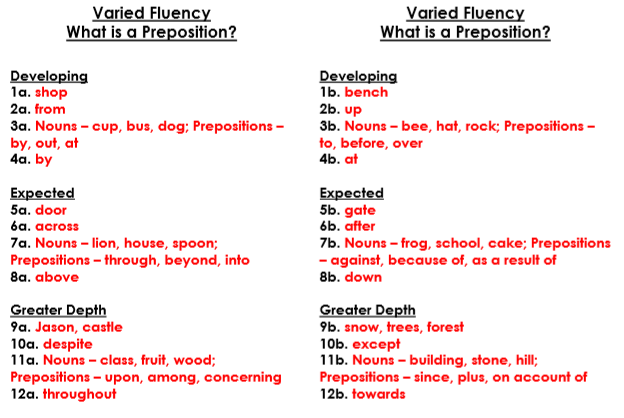 Varied Fluency
What is a Preposition?
Developing
1a. shop
2a. from
3a. Nouns – cup, bus, dog; Prepositions –
by, out, at
4a. by
Expected
5a. door
6a. across
7a. Nouns – lion, house, spoon;
Prepositions – through, beyond, into
8a. above
Greater Depth
9a. Jason, castle
10a. despite
11a. Nouns – class, fruit, wood;
Prepositions – upon, among, concerning
12a. throughout
Varied Fluency
What is a Preposition?
Developing
1b. bench
2b. up
3b. Nouns – bee, hat, rock; Prepositions –
to, before, over
4b. at
Expected
5b. gate
6b. after
7b. Nouns – frog, school, cake; Prepositions
– against, because of, as a result of
8b. down
Greater Depth
9b. snow, trees, forest
10b. except
11b. Nouns – building, stone, hill;
Prepositions – since, plus, on account of
12b. towards